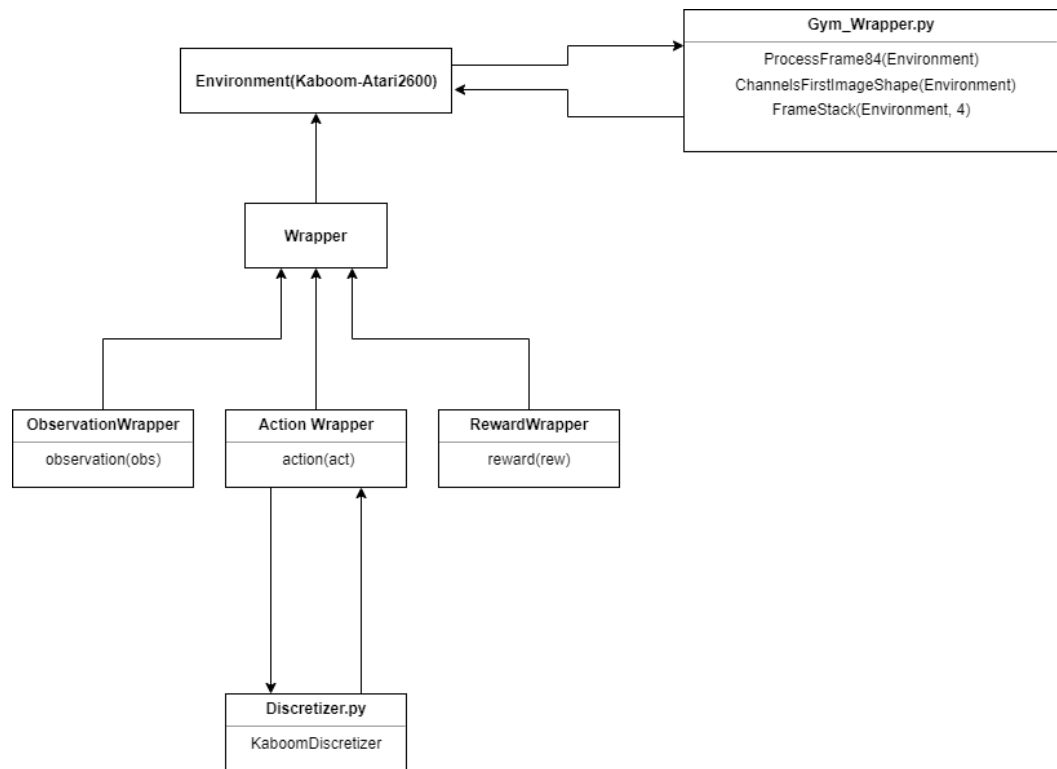 Gym_Wrapper.py
ProcessFrame84(Environment)
ChannelsFirstImageShape(Environment)
FrameStack(Environment, 4)
Environment(Kaboom-Atari2600)
Wrapper
ObservationWrapper
observation(obs)
Action Wrapper
action(act)
RewardWrapper
reward(rew)
Discretizer.py
KaboomDiscretizer